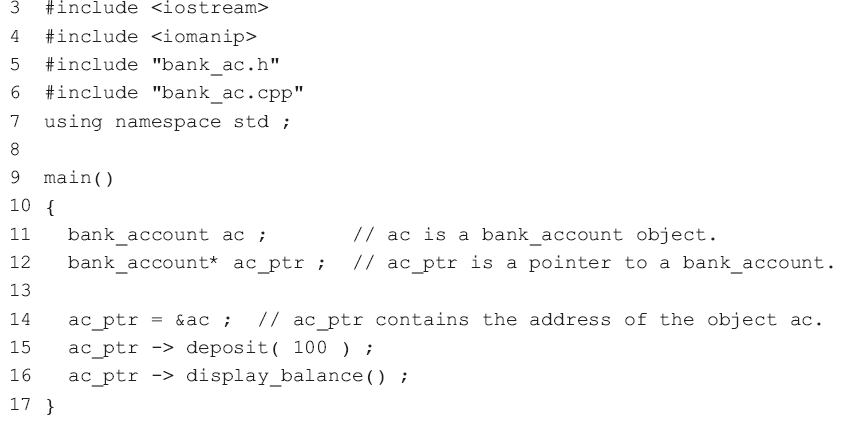 3 #include <iostream>
4 #include <iomanip>
5 #include "bank_ac.h"
6 #include "bank_ac.cpp"
7 using namespace std ;
8
9 main()
10 {
11 bank_account ac ; // ac is a bank_account object.
12 bank_account* ac_ptr ; // ac_ptr is a pointer to a bank_account.
13
14 ac_ptr = &ac ; // ac_ptr contains the address of the object ac.
15 ac_ptr -> deposit( 100 ) ;
16 ac_ptr -> display_balance() ;
17 }